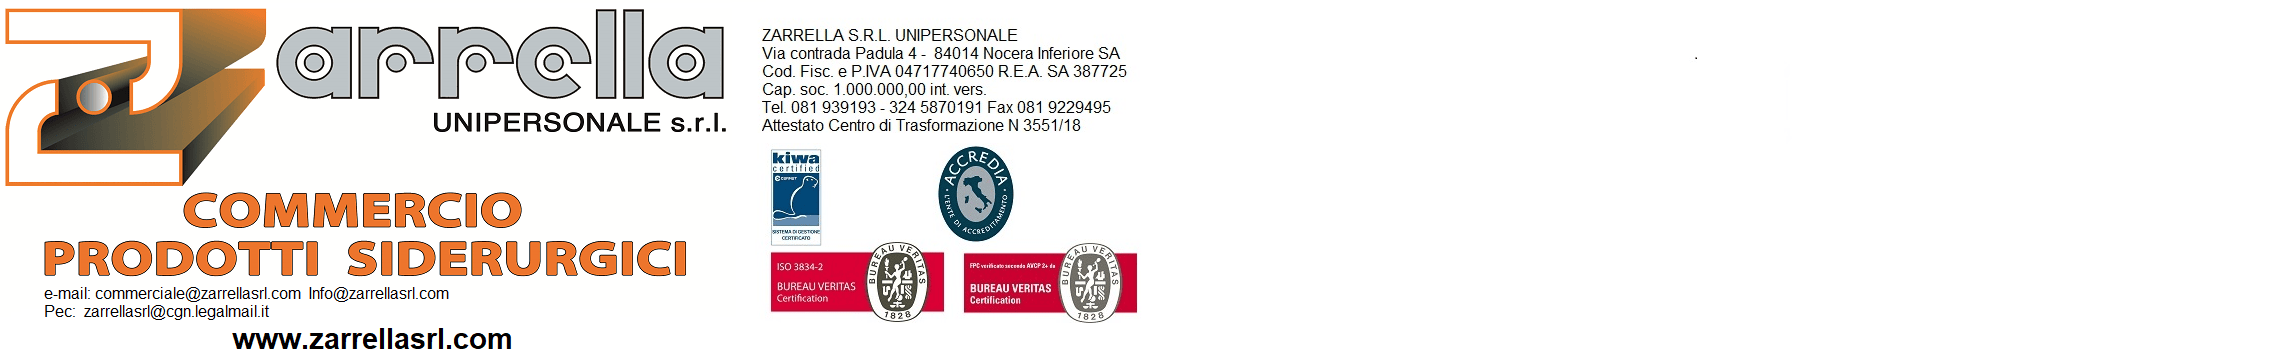 Zarrella
UNIPERSONALE s.r.l.
COMMERCIO
PRODOTTI SIDERURGICI
e-mail: commerciale@zarrellasrl.com Info@zarrellasrl.com
Pec: zarrellasrl@cgn.legalmail.it
www.zarrellasrl.com
ZARRELLA S.R.L. UNIPERSONALE
Via contrada Padula 4 - 84014 Nocera Inferiore SA
Cod. Fisc. e P.IVA 04717740650 R.E.A. SA 387725
Cap. soc. 1.000.000,00 int. vers.
Tel. 081 939193 - 324 5870191 Fax 081 9229495
Attestato Centro di Trasformazione N 3551/18
kiwa
certified
CERMET
SISTEMA DI GESTIONE
CERTIFICATO
ACCREDIA
L'ENTE DI ACCREDITAMENTO
ISO 3834-2
BUREAU VERITAS
Certification
BUREAU VERITAS
1828
FPC verificato secondo AVCP 2+ da
BUREAU VERITAS
Certification
BUREAU VERITAS
1828
.